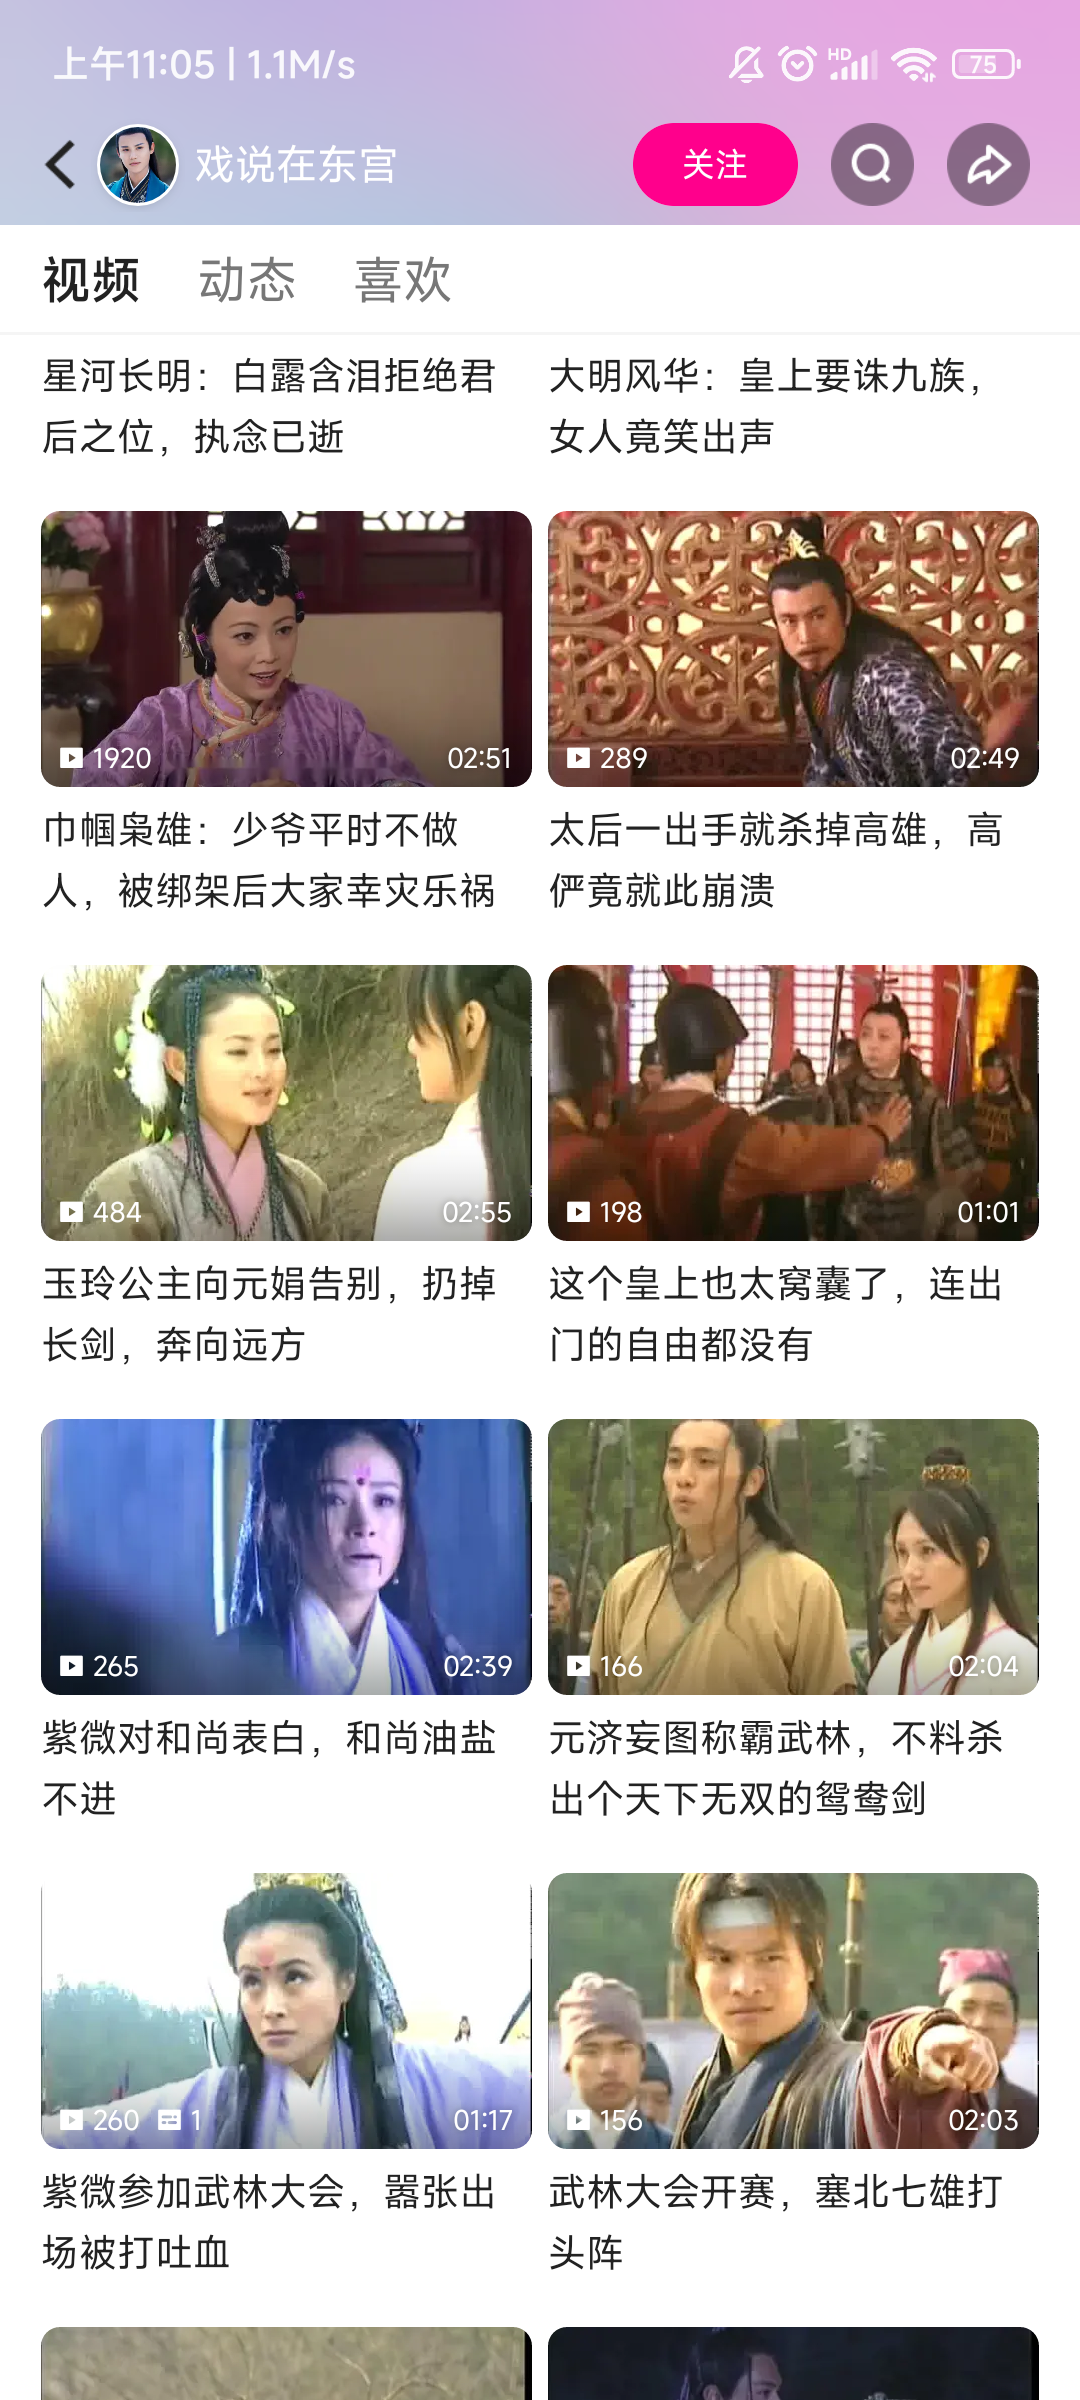 上午11:05 | 1.1M/s
HD
75
戏说在东宫
关注
视频 动态 喜欢
星河长明：白露含泪拒绝君
后之位，执念已逝
大明风华：皇上要诛九族，
女人竟笑出声
1920 02:51
巾帼枭雄：少爷平时不做
人，被绑架后大家幸灾乐祸
289 02:49
太后一出手就杀掉高雄，高
俨竟就此崩溃
484 02:55
玉玲公主向元娟告别，扔掉
长剑，奔向远方
198 01:01
这个皇上也太窝囊了，连出
门的自由都没有
265 02:39
紫微对和尚表白，和尚油盐
不进
166 02:04
元济妄图称霸武林，不料杀
出个天下无双的鸳鸯剑
260 1 01:17
紫微参加武林大会，嚣张出
场被打吐血
156 02:03
武林大会开赛，塞北七雄打
头阵